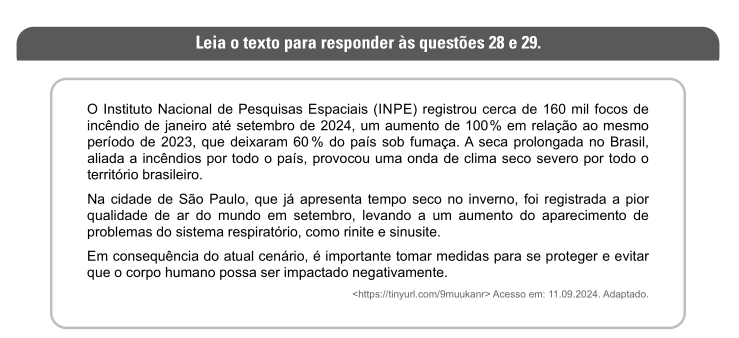 Leia o texto para responder às questões 28 e 29.
O Instituto Nacional de Pesquisas Espaciais (INPE) registrou cerca de 160 mil focos de
incêndio de janeiro até setembro de 2024, um aumento de 100% em relação ao mesmo
período de 2023, que deixaram 60% do país sob fumaça. A seca prolongada no Brasil,
aliada a incêndios por todo o país, provocou uma onda de clima seco severo por todo o
território brasileiro.
Na cidade de São Paulo, que já apresenta tempo seco no inverno, foi registrada a pior
qualidade de ar do mundo em setembro, levando a um aumento do aparecimento de
problemas do sistema respiratório, como rinite e sinusite.
Em consequência do atual cenário, é importante tomar medidas para se proteger e evitar
que o corpo humano possa ser impactado negativamente.
<https://tinyurl.com/9muukanr> Acesso em: 11.09.2024. Adaptado.